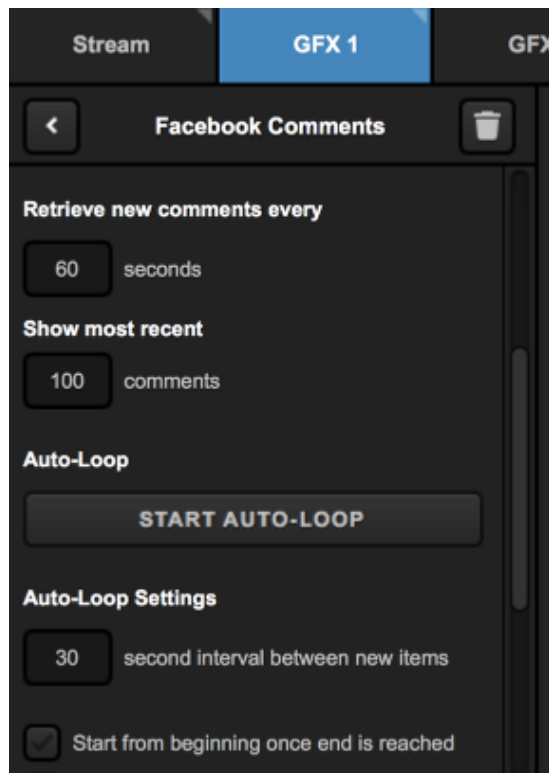 Stream GFX 1 GFX
Facebook Comments
Retrieve new comments every
60 seconds
Show most recent
100 comments
Auto-Loop
START AUTO-LOOP
Auto-Loop Settings
30 second interval between new items
Start from beginning once end is reached